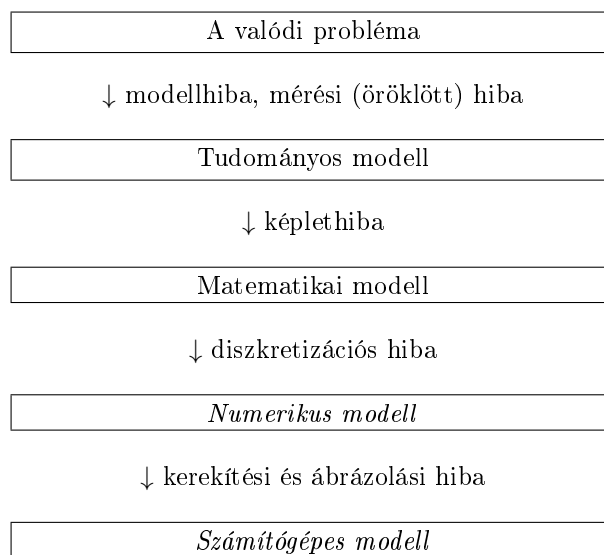 A valódi probléma
↓ modellhiba, mérési (öröklött) hiba
Tudományos modell
↓ képlethiba
Matematikai modell
↓ diszkretizációs hiba
Numerikus modell
↓ kerekítési és ábrázolási hiba
Számítógépes modell